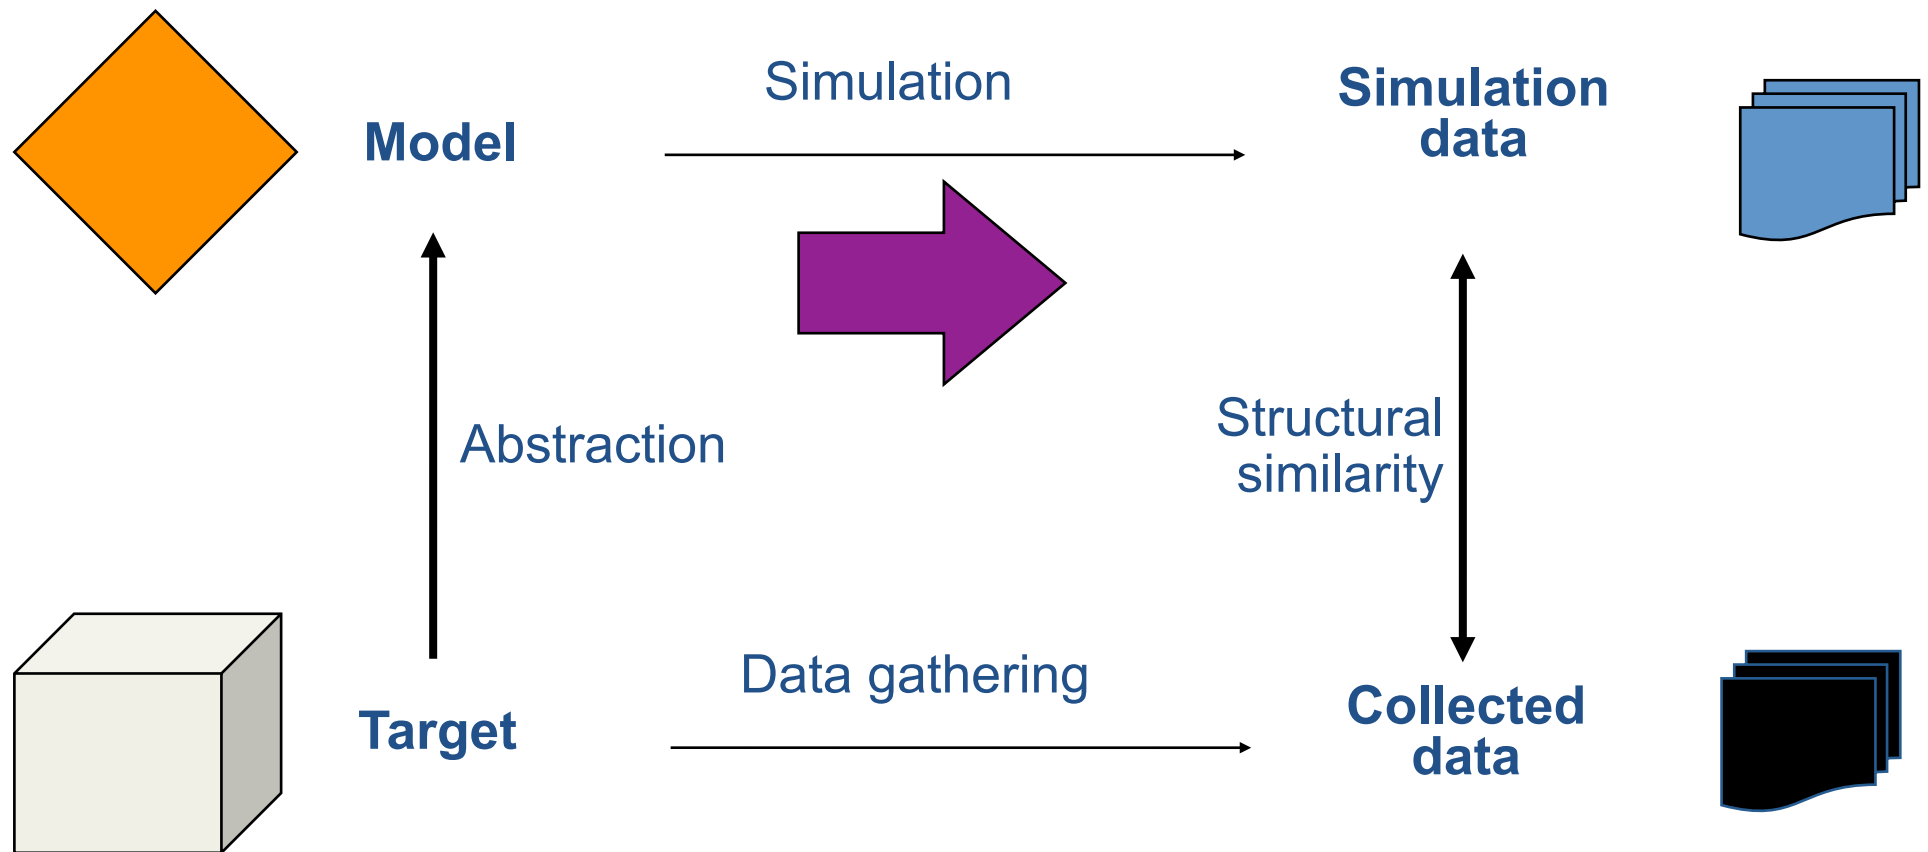 Simulation
Simulation
data
Model
Abstraction
Structural
similarity
Data gathering
Target
Collected
data